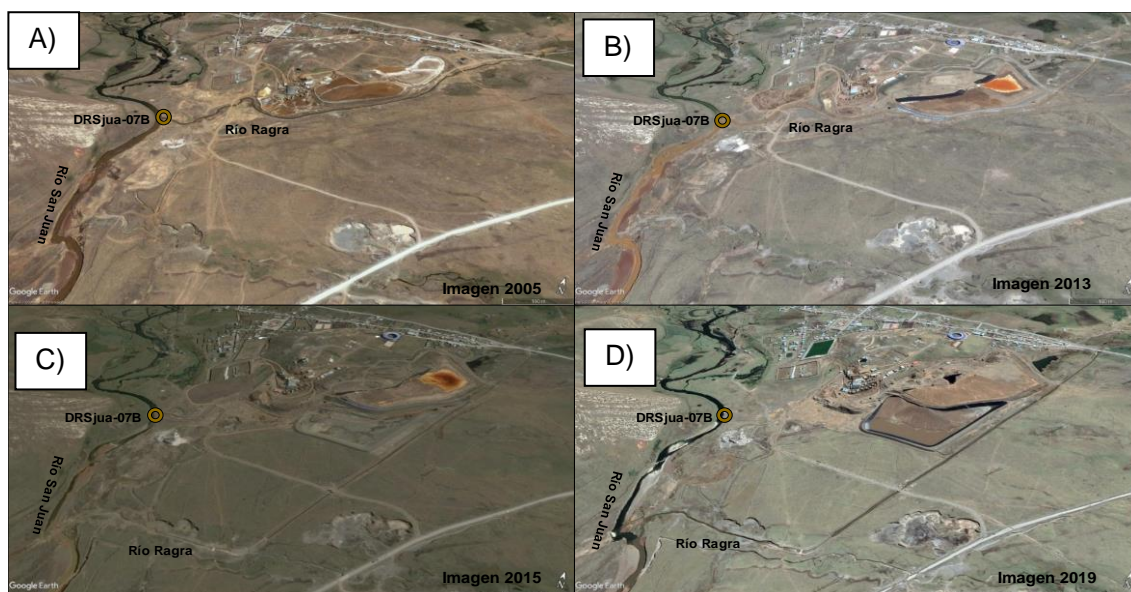 A)
DRSjua-07B
Río Ragra
Río San Juan
Google Earth
Imagen 2005
B)
DRSjua-07B
Río Ragra
Río San Juan
Google Earth
Imagen 2013
C)
DRSjua-07B
Río San Juan
Río Ragra
Google Earth
Imagen 2015
D)
DRSjua-07B
Río San Juan
Río Ragra
Google Earth
Imagen 2019